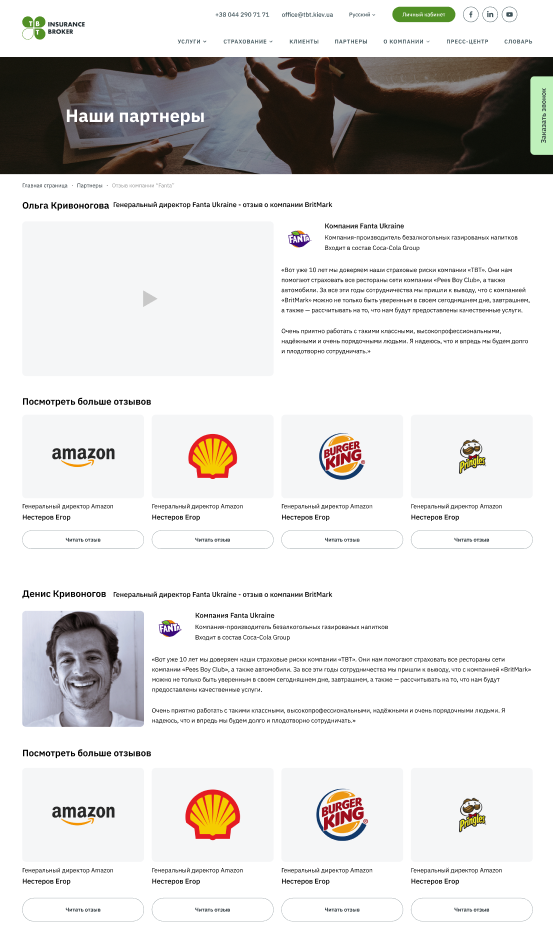 TBT
INSURANCE
BROKER
+38 044 290 71 71
office@tbt.kiev.ua
Русский
Личный кабинет
УСЛУГИ
СТРАХОВАНИЕ
КЛИЕНТЫ
ПАРТНЕРЫ
О КОМПАНИИ
ПРЕСС-ЦЕНТР
СЛОВАРЬ
Наши партнеры
Заказать звонок
Главная страница
Партнеры
Отзыв компании "Fanta"
Ольга Кривоногова Генеральный директор Fanta Ukraine - отзыв о компании BritMark
FANTA
Компания Fanta Ukraine
Компания-производитель безалкогольных газированых напитков
Входит в состав Coca-Cola Group
«Вот уже 10 лет мы доверяем наши страховые риски компании «ТВТ». Они нам
помогают страховать все рестораны сети «Pees Boy Club», а также
автомобили. За все эти годы сотрудничества мы пришли к выводу, что с компанией
«BritMark» можно не только быть уверенным в своем сегодняшнем дне, завтрашнем,
а также — рассчитывать на то, что нам будут предоставлены качественные услуги.
Очень приятно работать с такими классными, высокопрофессиональными,
надёжными и очень порядочными людьми. Я надеюсь, что и впредь мы будем долго
и плодотворно сотрудничать.»
Посмотреть больше отзывов
amazon
BURGER
KING
Pringles
Генеральный директор Amazon
Нестеров Егор
Читать отзыв
Генеральный директор Amazon
Нестеров Егор
Читать отзыв
Генеральный директор Amazon
Нестеров Егор
Читать отзыв
Генеральный директор Amazon
Нестеров Егор
Читать отзыв
Денис Кривоногов Генеральный директор Fanta Ukraine - отзыв о компании BritMark
FANTA
Компания Fanta Ukraine
Компания-производитель безалкогольных газированых напитков
Входит в состав Coca-Cola Group
«Вот уже 10 лет мы доверяем наши страховые риски компании «ТВТ». Они нам помогают страховать все рестораны сети
компании «Pees Boy Club», а также автомобили. За все эти годы сотрудничества мы пришли к выводу, что с компанией «BritMark»
можно не только быть уверенным в своем сегодняшнем дне, завтрашнем, а также — рассчитывать на то, что нам будут
предоставлены качественные услуги.
Очень приятно работать с такими классными, высокопрофессиональными, надёжными и очень порядочными людьми. Я
надеюсь, что и впредь мы будем долго и плодотворно сотрудничать.»
Посмотреть больше отзывов
amazon
BURGER
KING
Pringles
Генеральный директор Amazon
Нестеров Егор
Читать отзыв
Генеральный директор Amazon
Нестеров Егор
Читать отзыв
Генеральный директор Amazon
Нестеров Егор
Читать отзыв
Генеральный директор Amazon
Нестеров Егор
Читать отзыв